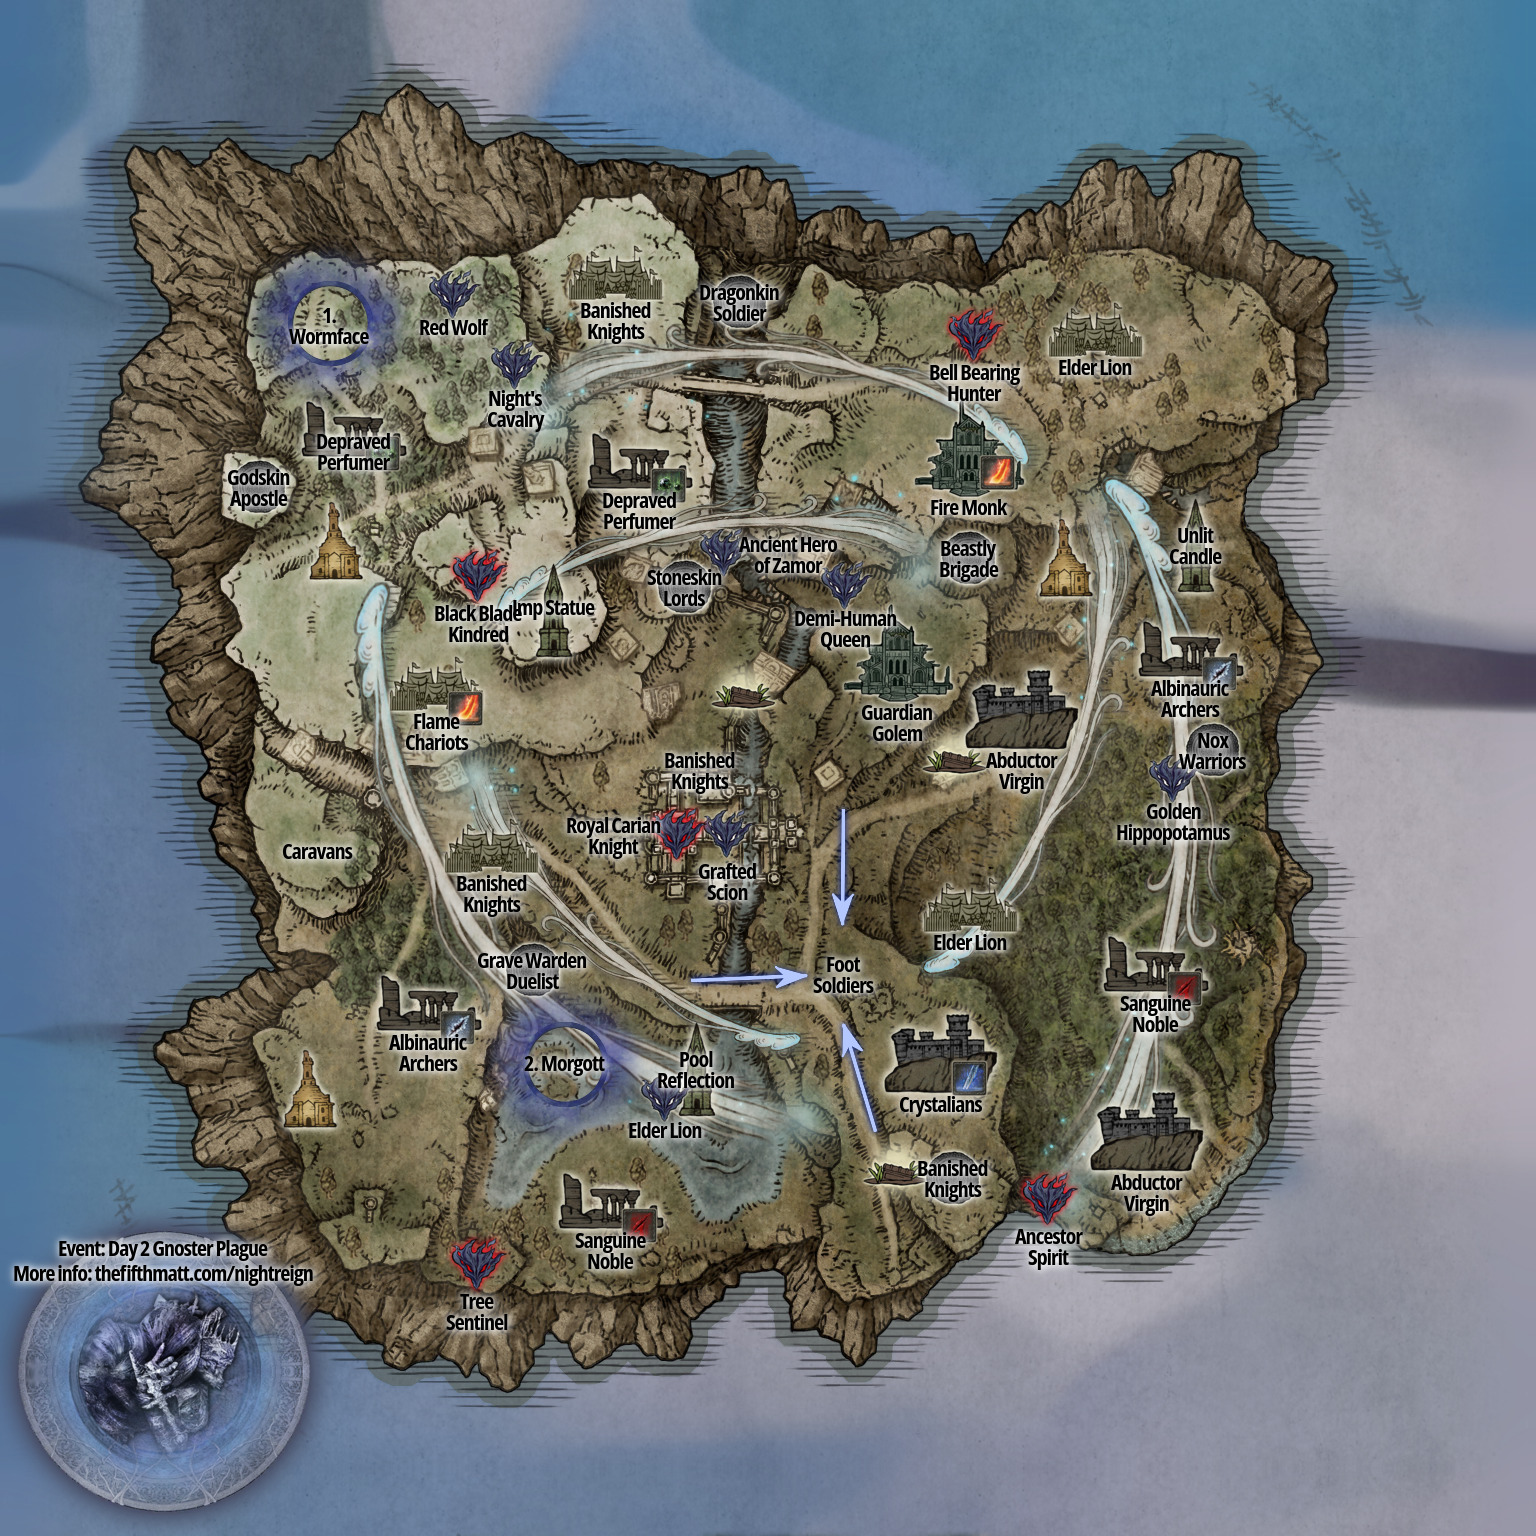 1.
Wormface
Red Wolf
Banished
Knights
Dragonkin
Soldier
Night's
Cavalry
Bell Bearing
Hunter
Elder Lion
Depraved
Perfumer
Godskin
Apostle
Depraved
Perfumer
Fire Monk
Ancient Hero
of Zamor
Beastly
Brigade
Unlit
Candle
Stoneskin
Lords
Black Blade
Kindred
Imp Statue
Demi-Human
Queen
Flame
Chariots
Guardian
Golem
Albinauric
Archers
Abductor
Virgin
Nox
Warriors
Banished
Knights
Golden
Hippopotamus
Royal Carian
Knight
Grafted
Scion
Caravans
Banished
Knights
Elder Lion
Grave Warden
Duelist
Foot
Soldiers
Sanguine
Noble
Albinauric
Archers
2. Morgott
Pool
Reflection
Elder Lion
Crystalians
Banished
Knights
Abductor
Virgin
Sanguine
Noble
Ancestor
Spirit
Tree
Sentinel
Event: Day 2 Gnoster Plague
More info: thefifthmatt.com/nightreign